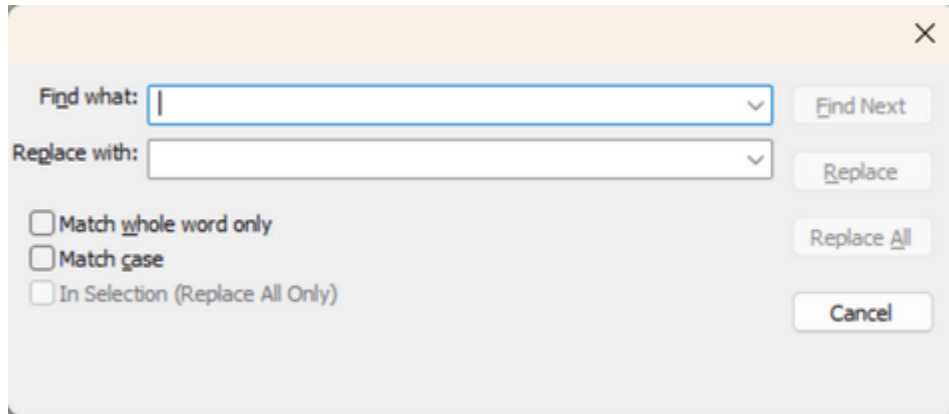 Find what:
Find Next
Replace with:
Replace
Match whole word only
Replace All
Match case
In Selection (Replace All Only)
Cancel